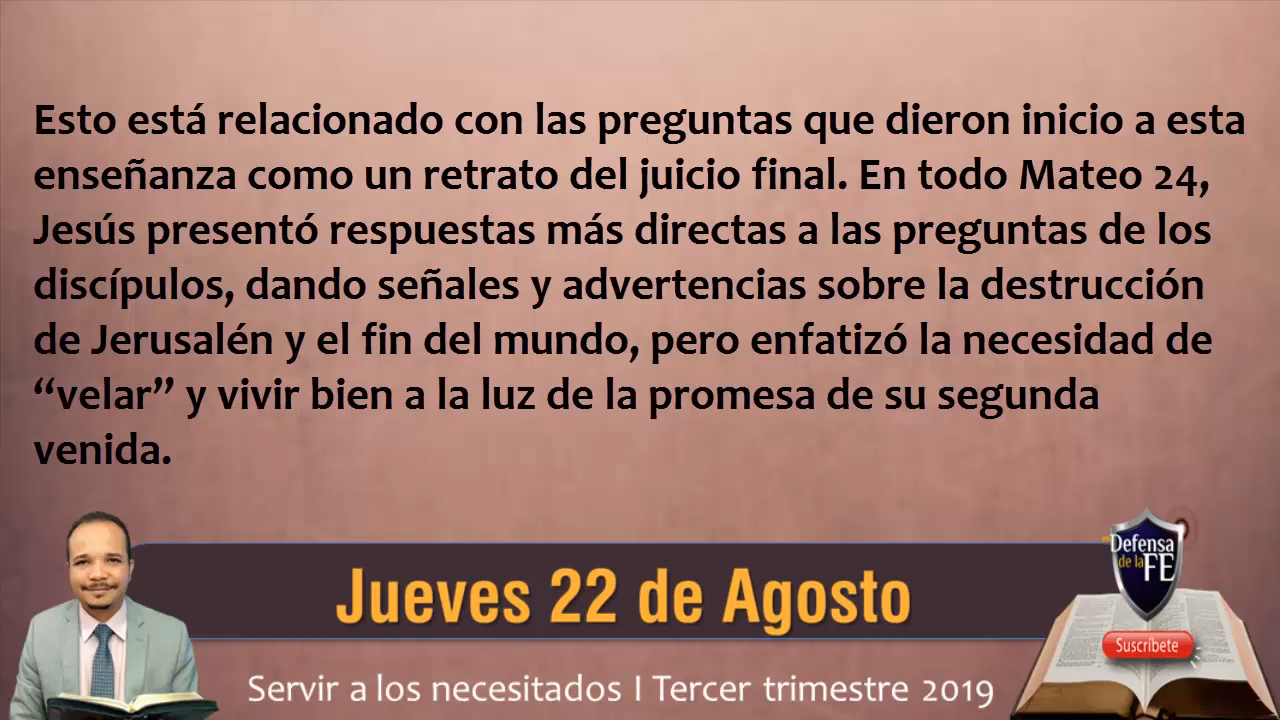 Esto está relacionado con las preguntas que dieron inicio a esta
enseñanza como un retrato del juicio final. En todo Mateo 24,
Jesús presentó respuestas más directas a las preguntas de los
discípulos, dando señales y advertencias sobre la destrucción
de Jerusalén y el fin del mundo, pero enfatizó la necesidad de
“velar” y vivir bien a la luz de la promesa de su segunda
venida.
Defensa
de la FE
Jueves 22 de Agosto
Suscríbete
Servir a los necesitados I Tercer trimestre 2019